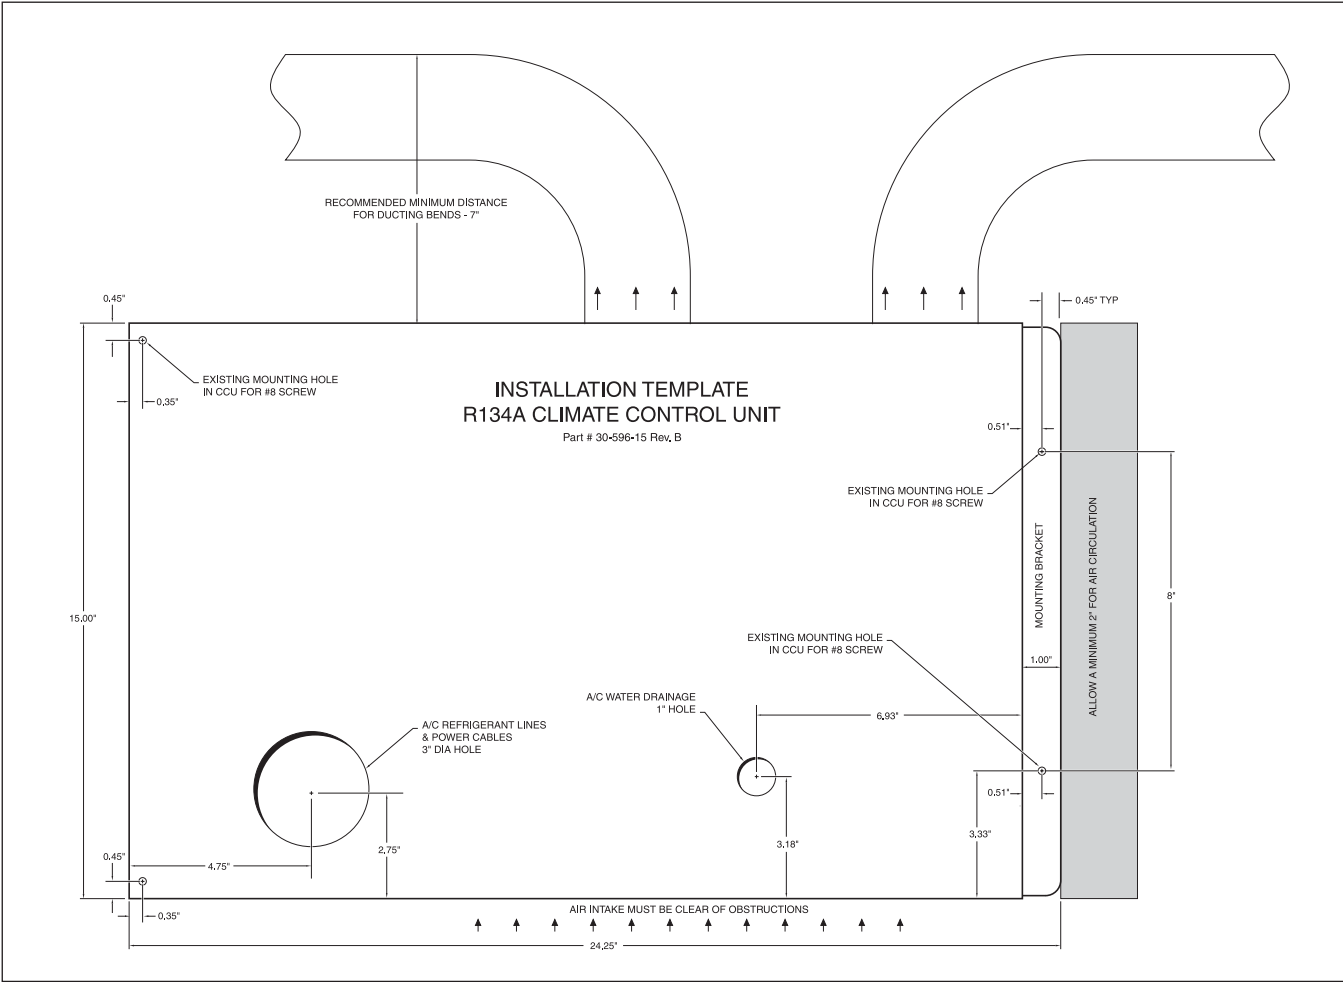 RECOMMENDED MINIMUM DISTANCE
FOR DUCTING BENDS - 7"
0.45"
0.45" TYP
EXISTING MOUNTING HOLE
IN CCU FOR #8 SCREW
0.35"
INSTALLATION TEMPLATE
R134A CLIMATE CONTROL UNIT
Part # 30-596-15 Rev. B
0.51"
EXISTING MOUNTING HOLE
IN CCU FOR #8 SCREW
MOUNTING BRACKET
ALLOW A MINIMUM 2" FOR AIR CIRCULATION
8"
15.00"
EXISTING MOUNTING HOLE
IN CCU FOR #8 SCREW
1.00"
A/C WATER DRAINAGE
1" HOLE
6.93"
A/C REFRIGERANT LINES
& POWER CABLES
3" DIA HOLE
0.51"
3.33"
3.18"
2.75"
0.45"
4.75"
0.35"
AIR INTAKE MUST BE CLEAR OF OBSTRUCTIONS
24.25"